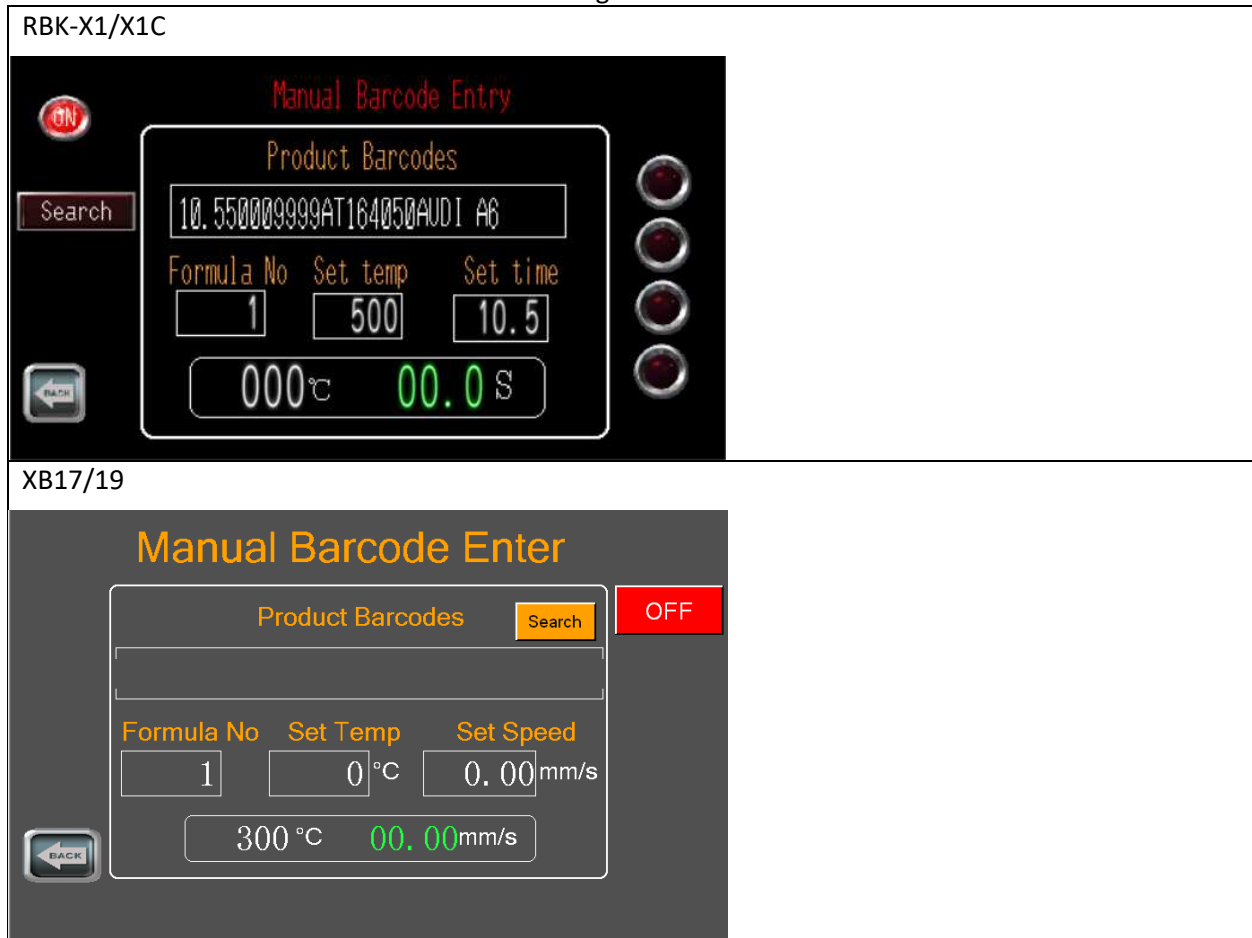 RBK-X1/X1C
Manual Barcode Entry
ON
Product Barcodes
Search
10.550009999AT164050AUDI A6
Formula No Set temp Set time
1 500 10.5
000℃ 00.0 S
BACK
XB17/19
Manual Barcode Enter
Product Barcodes Search OFF
Formula No Set Temp Set Speed
1 0 °C 0.00 mm/s
300 °C 00.00mm/s
BACK